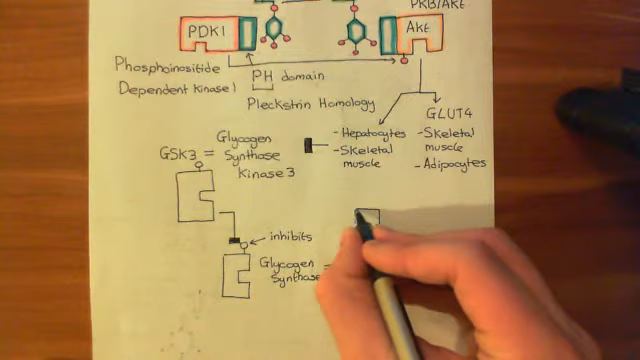 PKB/Akt
PDK1
Akt
Phosphoinositide
Dependent Kinase 1
PH domain
Pleckstrin Homology
GLUT4
- Hepatocytes
- Skeletal
muscle
- Skeletal
muscle
- Adipocytes
GSK3 = Glycogen
Synthase
Kinase 3
inhibits
Glycogen =
Synthase